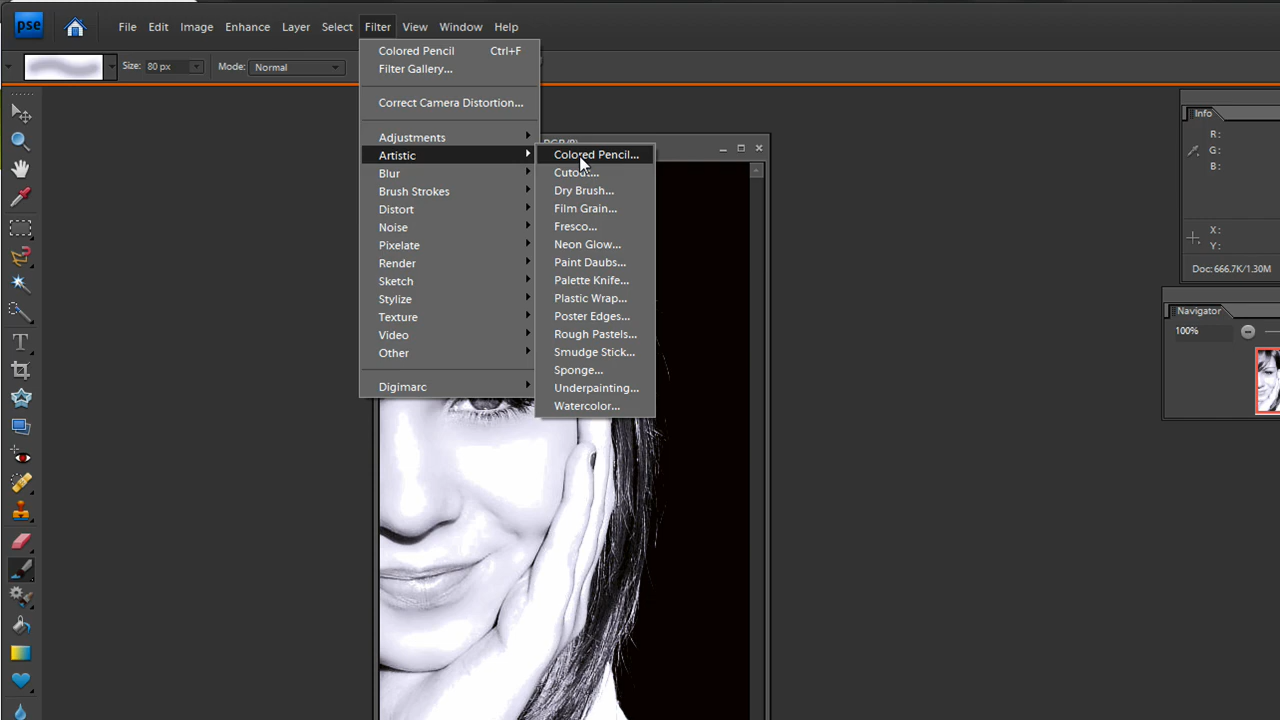 pse File Edit Image Enhance Layer Select Filter View Window Help
Size: 80 px Mode: Normal
Colored Pencil Ctrl+F
Filter Gallery...
Correct Camera Distortion...
Adjustments
Artistic
Blur
Brush Strokes
Distort
Noise
Pixelate
Render
Sketch
Stylize
Texture
Video
Other
Digimarc
Colored Pencil...
Cutout...
Dry Brush...
Film Grain...
Fresco...
Neon Glow...
Paint Daubs...
Palette Knife...
Plastic Wrap...
Poster Edges...
Rough Pastels...
Smudge Stick...
Sponge...
Underpainting...
Watercolor...
Info
R:
G:
B:
X:
Y:
Doc: 666.7K/1.30M
Navigator
100%